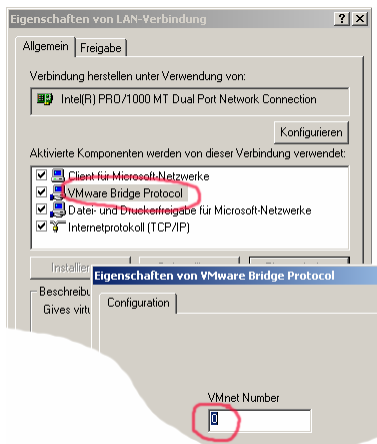 Eigenschaften von LAN-Verbindung
Allgemein Freigabe
Verbindung herstellen unter Verwendung von:
Intel(R) PRO/1000 MT Dual Port Network Connection
Konfigurieren
Aktivierte Komponenten werden von dieser Verbindung verwendet:
Client für Microsoft-Netzwerke
VMware Bridge Protocol
Datei- und Druckerfreigabe für Microsoft-Netzwerke
Internetprotokoll (TCP/IP)
Installier
Eigenschaften von VMware Bridge Protocol
Beschreibu
Configuration
Gives virtu
VMnet Number
0